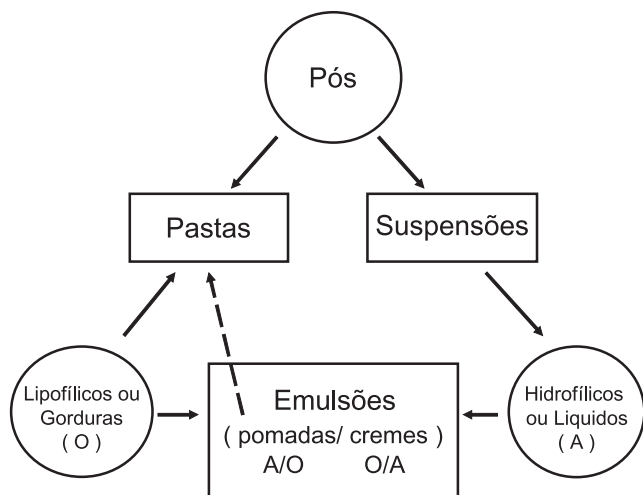 Pós
Pastas
Suspensões
Lipofílicos ou
Gorduras
( O )
Emulsões
( pomadas/ cremes )
A/O O/A
Hidrofílicos
ou Liquidos
( A )